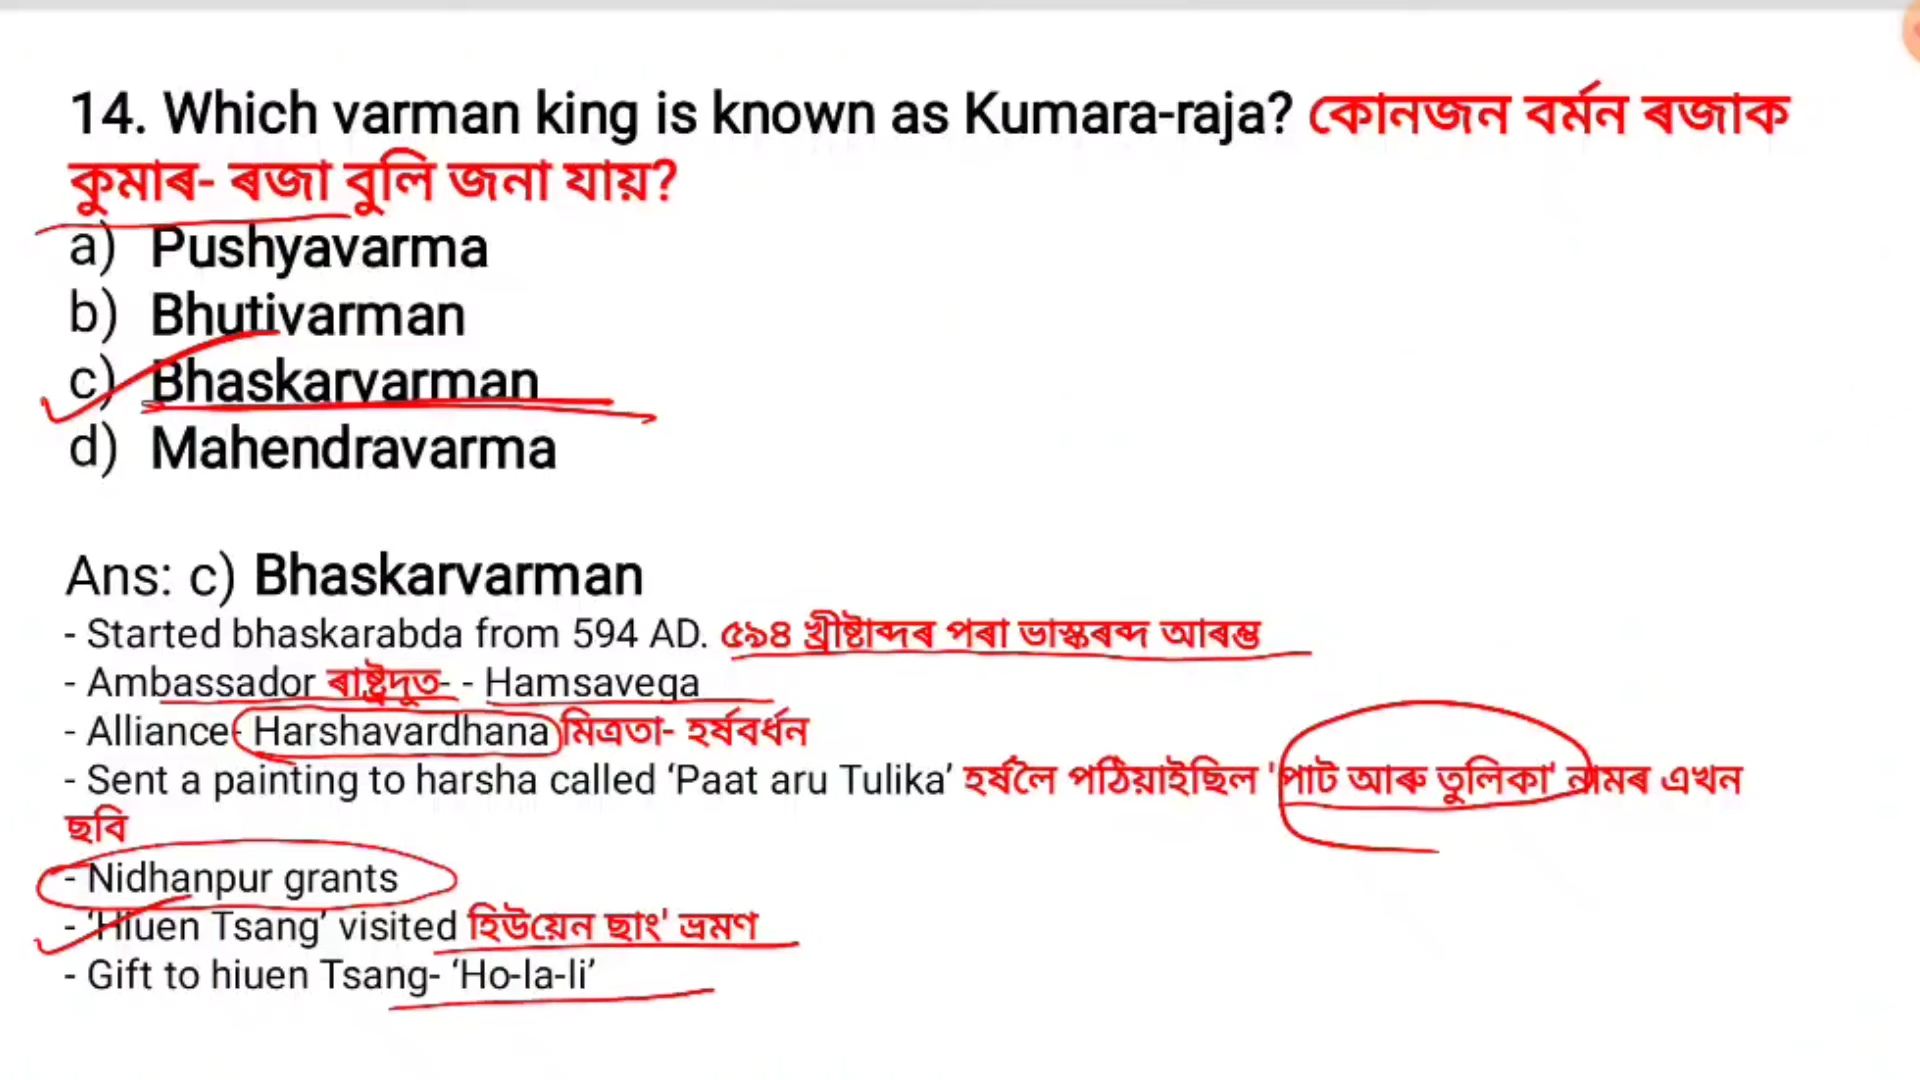 14. Which varman king is known as Kumara-raja? কোনজন বৰ্মন ৰজাক
কুমাৰ- ৰজা বুলি জনা যায়?
a) Pushyavarma
b) Bhutivarman
c) Bhaskarvarman
d) Mahendravarma
Ans: c) Bhaskarvarman
- Started bhaskarabda from 594 AD. ৫৯৪ খ্ৰীষ্টাব্দৰ পৰা ভাস্কৰব্দ আৰম্ভ
- Ambassador ৰাষ্ট্ৰদূত- - Hamsavega
- Alliance- Harshavardhana মিত্ৰতা- হৰ্ষবৰ্ধন
- Sent a painting to harsha called ‘Paat aru Tulika’ হৰ্ষলৈ পঠিয়াইছিল 'পাট আৰু তুলিকা' নামৰ এখন
ছবি
- Nidhanpur grants
- ‘Hiuen Tsang’ visited হিউয়েন ছাং' ভ্ৰমণ
- Gift to hiuen Tsang- ‘Ho-la-li’